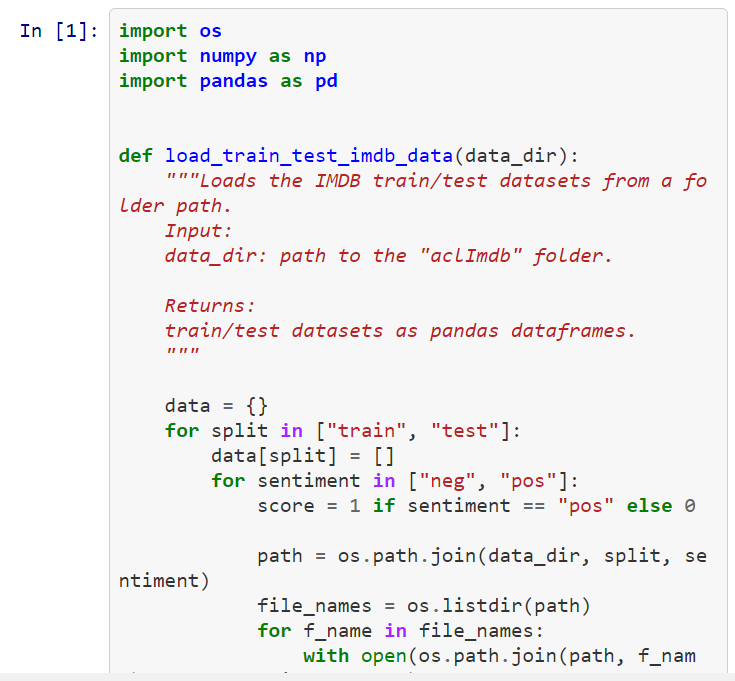 In [1]:
import os
import numpy as np
import pandas as pd


def load_train_test_imdb_data(data_dir):
    """Loads the IMDB train/test datasets from a fo
lder path.
    Input:
    data_dir: path to the "aclImdb" folder.

    Returns:
    train/test datasets as pandas dataframes.
    """

    data = {}
    for split in ["train", "test"]:
        data[split] = []
        for sentiment in ["neg", "pos"]:
            score = 1 if sentiment == "pos" else 0

            path = os.path.join(data_dir, split, se
ntiment)
            file_names = os.listdir(path)
            for f_name in file_names:
                with open(os.path.join(path, f_nam